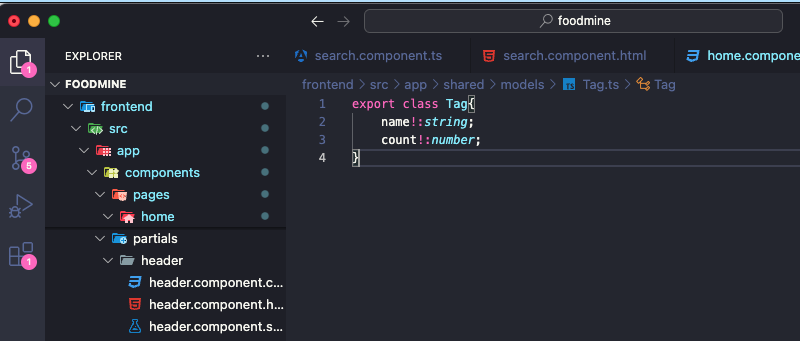 foodmine
EXPLORER
search.component.ts
search.component.html
home.compone
1
FOODMINE
frontend > src > app > shared > models > Tag.ts > Tag
frontend
1 export class Tag{
src
2 name!:string;
app
3 count!:number;
components
4 }
5
pages
home
partials
1
header
header.component.c...
header.component.h...
header.component.s...